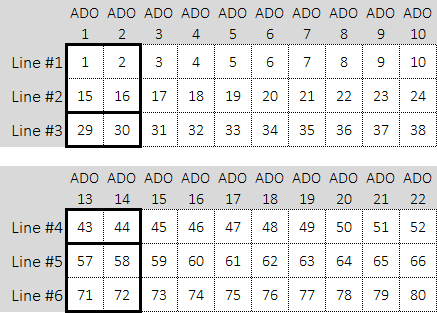 ADO ADO ADO ADO ADO ADO ADO ADO ADO ADO
1 2 3 4 5 6 7 8 9 10
Line #1 1 2 3 4 5 6 7 8 9 10
Line #2 15 16 17 18 19 20 21 22 23 24
Line #3 29 30 31 32 33 34 35 36 37 38
ADO ADO ADO ADO ADO ADO ADO ADO ADO ADO
13 14 15 16 17 18 19 20 21 22
Line #4 43 44 45 46 47 48 49 50 51 52
Line #5 57 58 59 60 61 62 63 64 65 66
Line #6 71 72 73 74 75 76 77 78 79 80